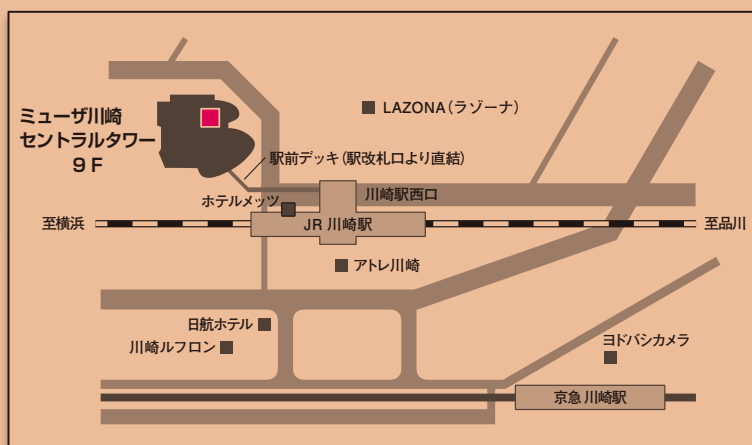 LAZONA（ラゾーナ）
ミューザ川崎
セントラルタワー
９Ｆ
駅前デッキ（駅改札口より直結）
川崎駅西口
ホテルメッツ
至横浜
JR 川崎駅
至品川
アトレ川崎
日航ホテル
川崎ルフロン
ヨドバシカメラ
京急川崎駅